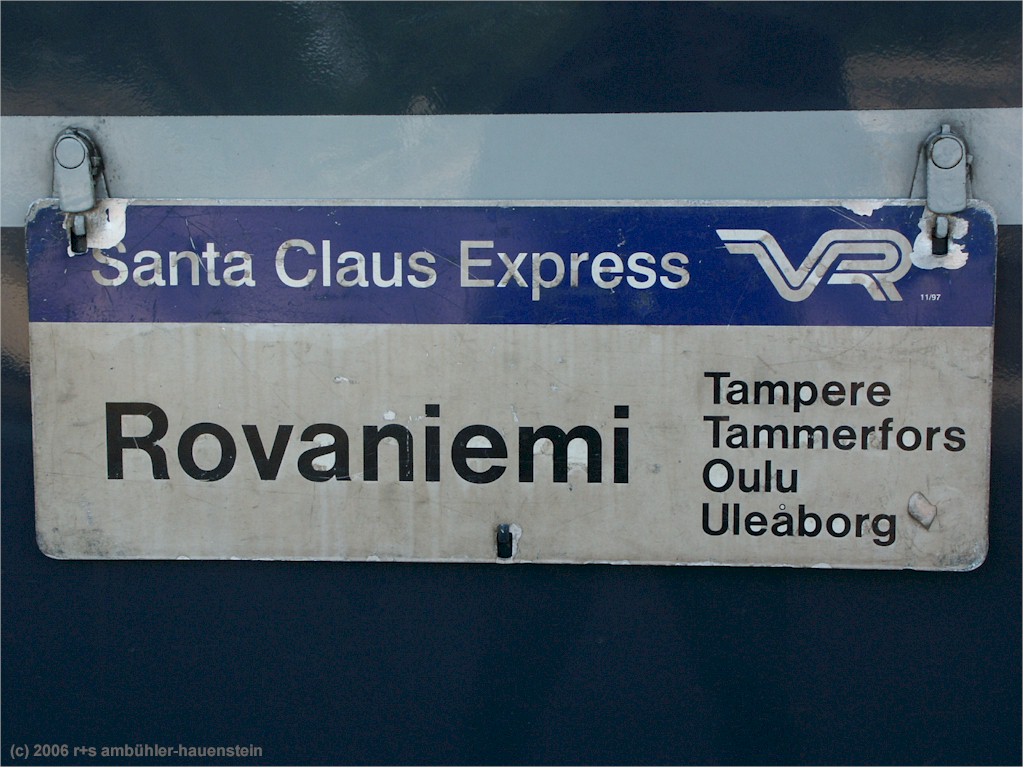 Santa Claus Express VR
11/97
Rovaniemi
Tampere
Tammerfors
Oulu
Uleåborg
(c) 2006 r+s ambühler-hauenstein